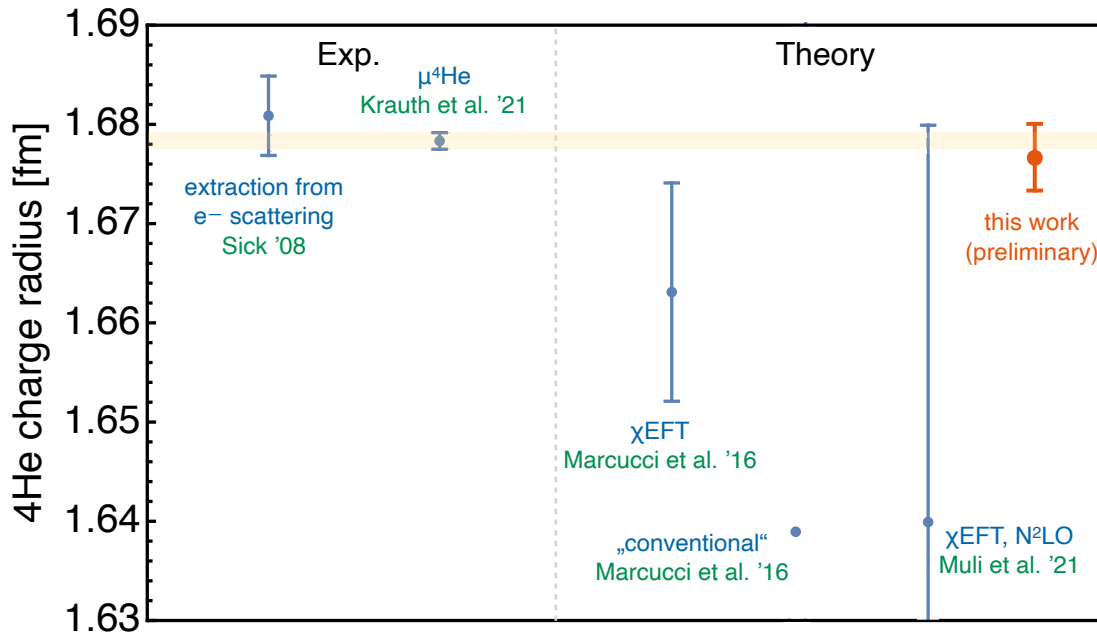 4He charge radius [fm]
1.69
1.68
1.67
1.66
1.65
1.64
1.63
Exp.
Theory
μ⁴He
Krauth et al. '21
extraction from
e− scattering
Sick '08
χEFT
Marcucci et al. '16
„conventional“
Marcucci et al. '16
χEFT, N²LO
Muli et al. '21
this work
(preliminary)